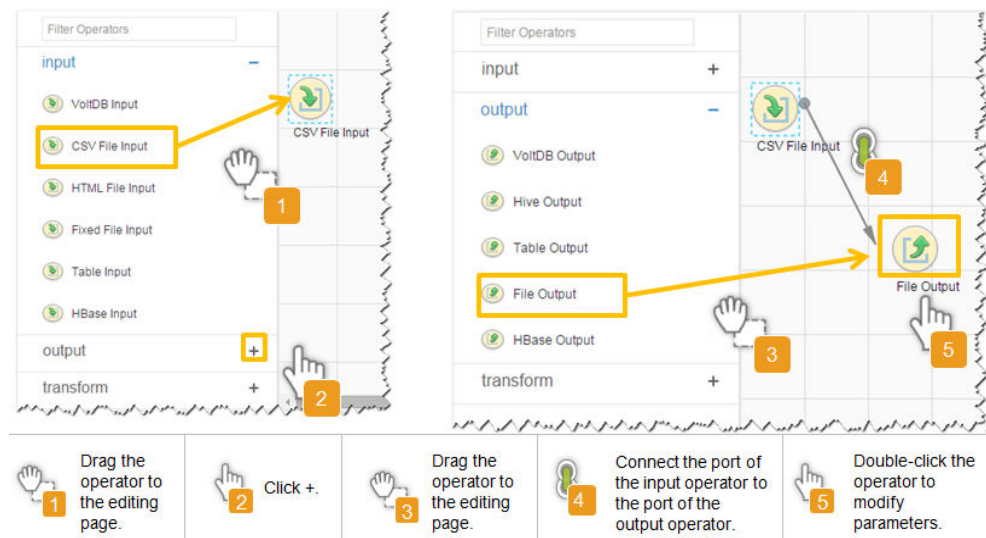 Filter Operators
input
−
VoltDB Input
CSV File Input
HTML File Input
Fixed File Input
Table Input
HBase Input
output
+
transform
+
CSV File Input
1
2
Filter Operators
input
+
output
−
VoltDB Output
Hive Output
Table Output
File Output
HBase Output
transform
+
CSV File Input
4
File Output
3
5
1
Drag the
operator to
the editing
page.
2
Click +.
3
Drag the
operator to
the editing
page.
4
Connect the port of
the input operator to
the port of the
output operator.
5
Double-click the
operator to
modify
parameters.